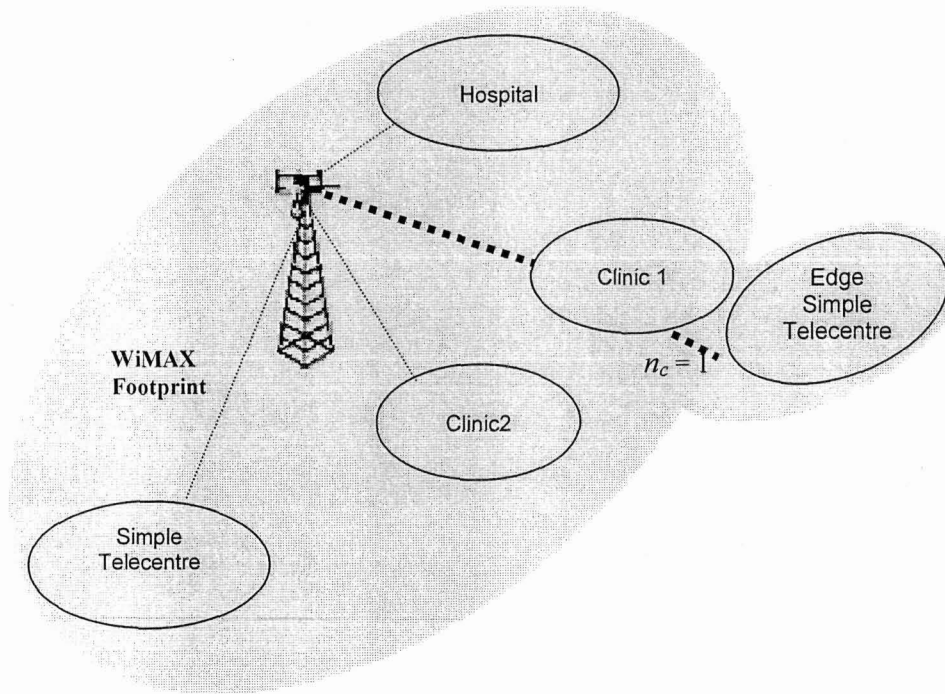 Hospital
Clinic 1
Edge
Simple
Telecentre
n_c = 1
WiMAX
Footprint
Clinic2
Simple
Telecentre